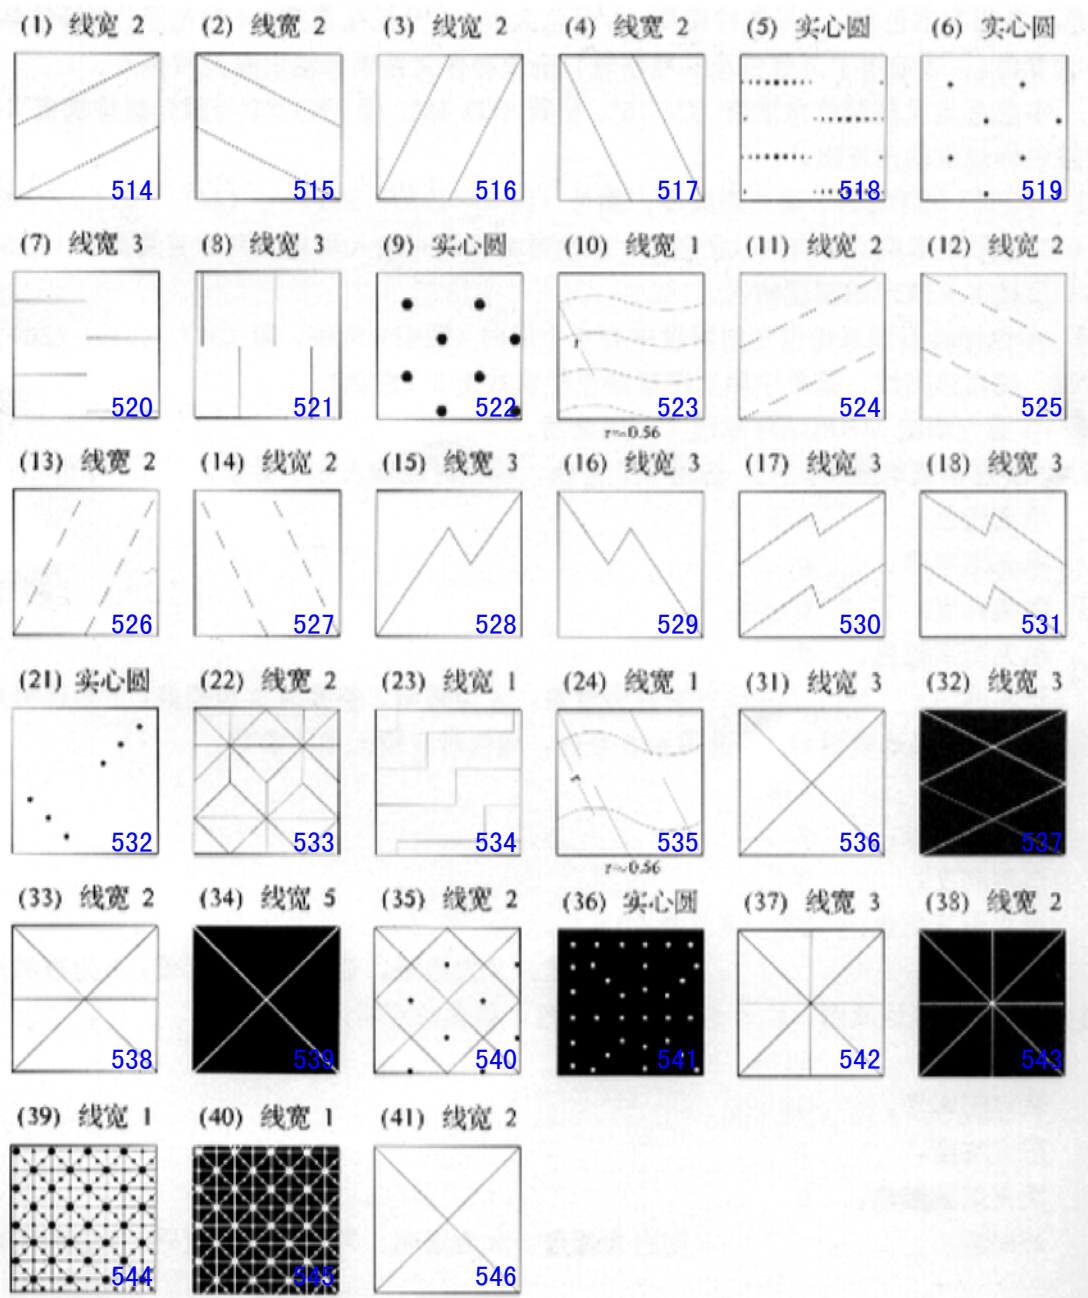 (1) 线宽 2 (2) 线宽 2 (3) 线宽 2 (4) 线宽 2 (5) 实心圆 (6) 实心圆
514 515 516 517 518 519
(7) 线宽 3 (8) 线宽 3 (9) 实心圆 (10) 线宽 1 (11) 线宽 2 (12) 线宽 2
520 521 522 523 524 525
r=~0.56
(13) 线宽 2 (14) 线宽 2 (15) 线宽 3 (16) 线宽 3 (17) 线宽 3 (18) 线宽 3
526 527 528 529 530 531
(21) 实心圆 (22) 线宽 2 (23) 线宽 1 (24) 线宽 1 (31) 线宽 3 (32) 线宽 3
532 533 534 535 536 537
r=~0.56
(33) 线宽 2 (34) 线宽 5 (35) 线宽 2 (36) 实心圆 (37) 线宽 3 (38) 线宽 2
538 539 540 541 542 543
(39) 线宽 1 (40) 线宽 1 (41) 线宽 2
544 545 546